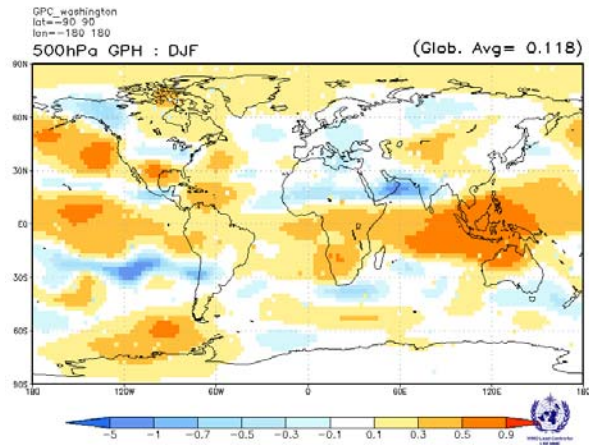 GPC_washington
lat=-90 90
lon=-180 180
500hPa GPH : DJF (Glob. Avg= 0.118)
90N
60N
30N
EQ
30S
60S
90S
180 120W 60W 0 60E 120E 180
-5 -1 -0.7 -0.5 -0.3 -0.1 0.1 0.3 0.5 0.9